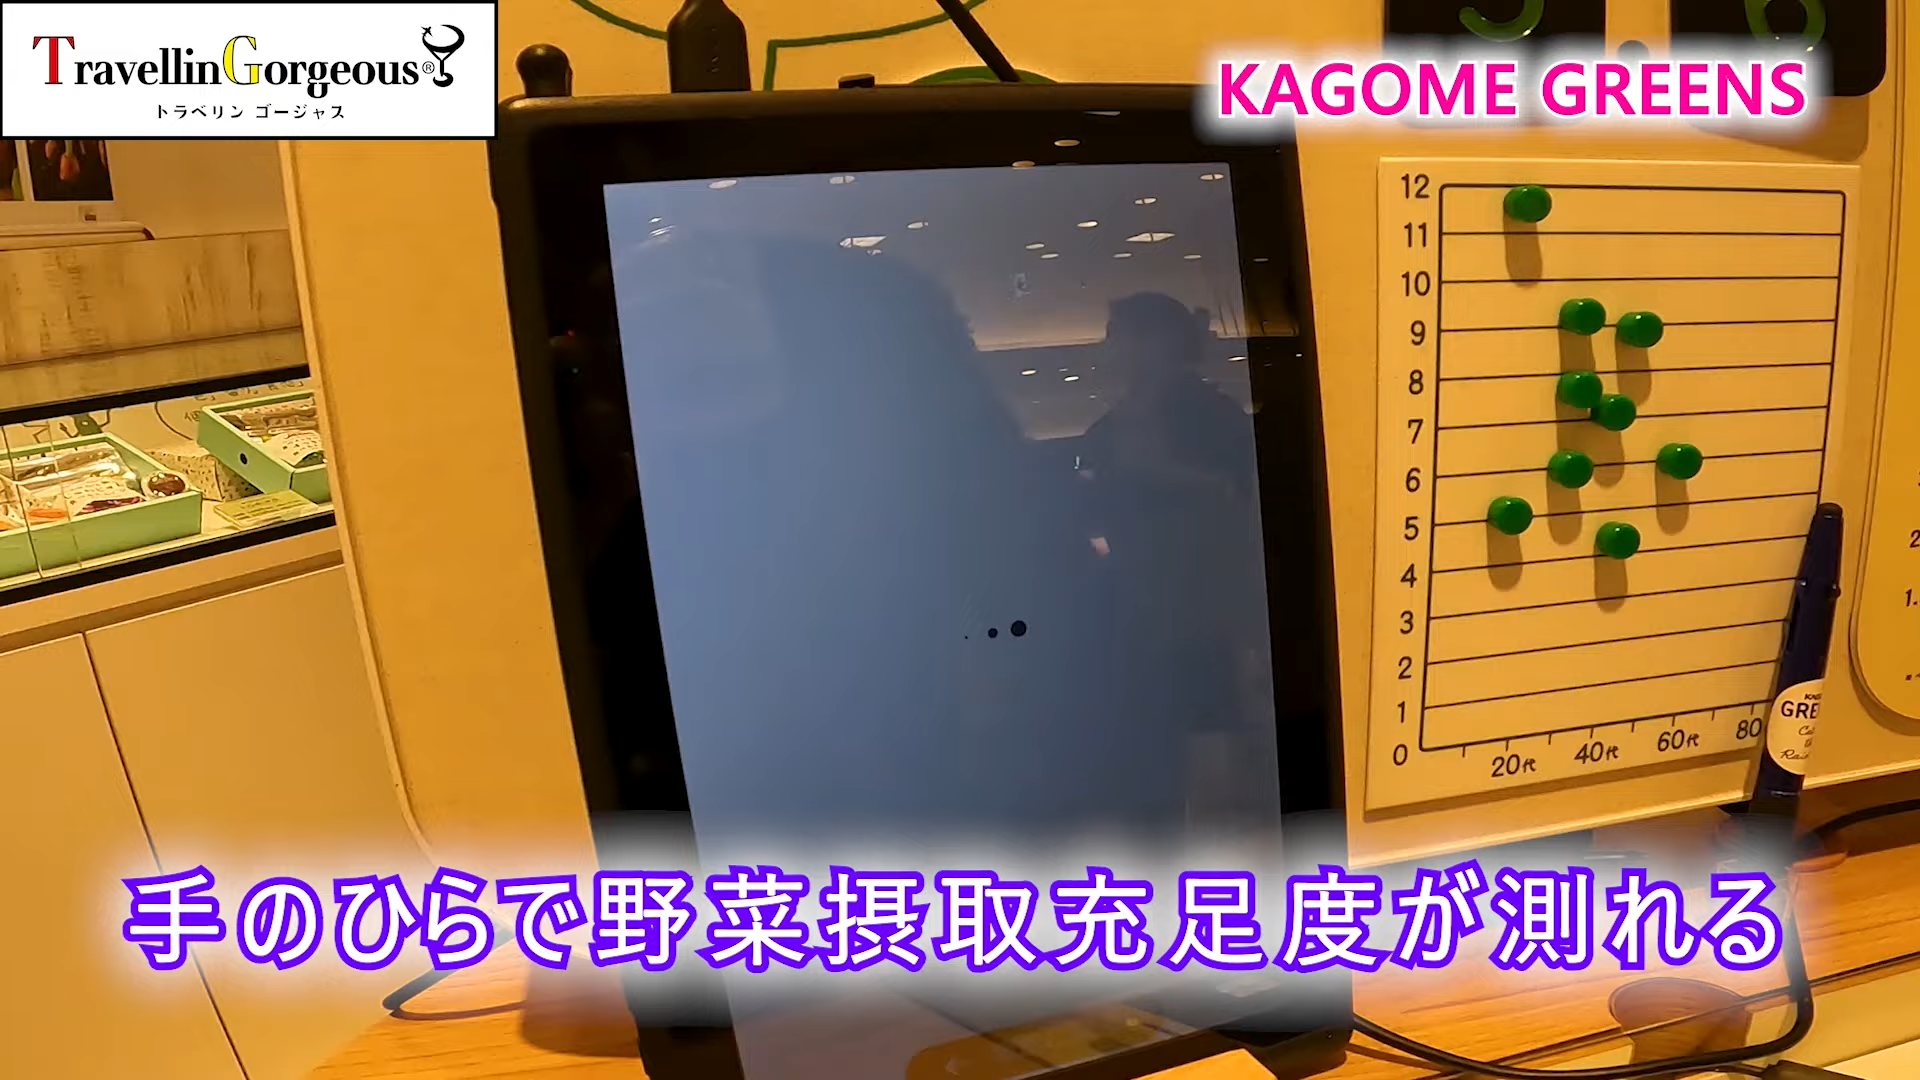 TravellinGorgeous®
トラベリン ゴージャス
KAGOME GREENS
12
11
10
9
8
7
6
5
4
3
2
1
0
20代 40代 60代 80
GRE
手のひらで野菜摂取充足度が測れる